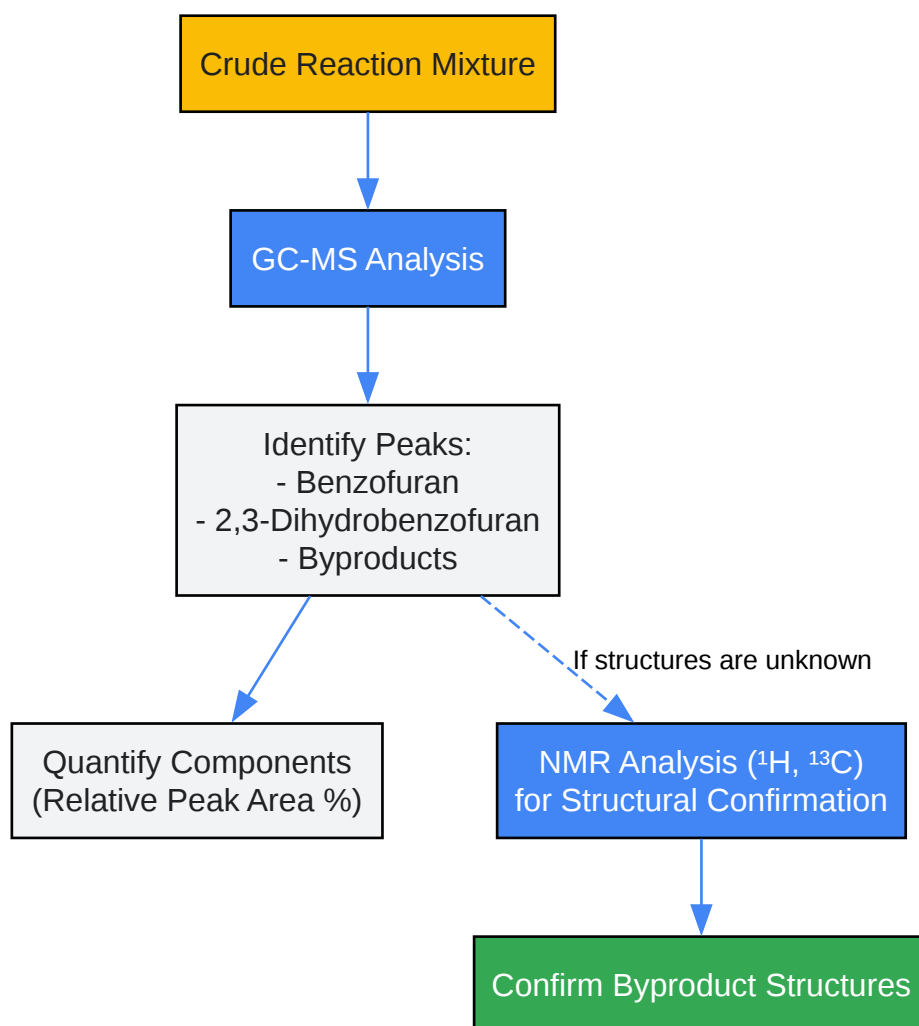 Crude Reaction Mixture
GC-MS Analysis
Identify Peaks:
- Benzofuran
- 2,3-Dihydrobenzofuran
- Byproducts
If structures are unknown
Quantify Components
(Relative Peak Area %)
NMR Analysis (¹H, ¹³C)
for Structural Confirmation
Confirm Byproduct Structures